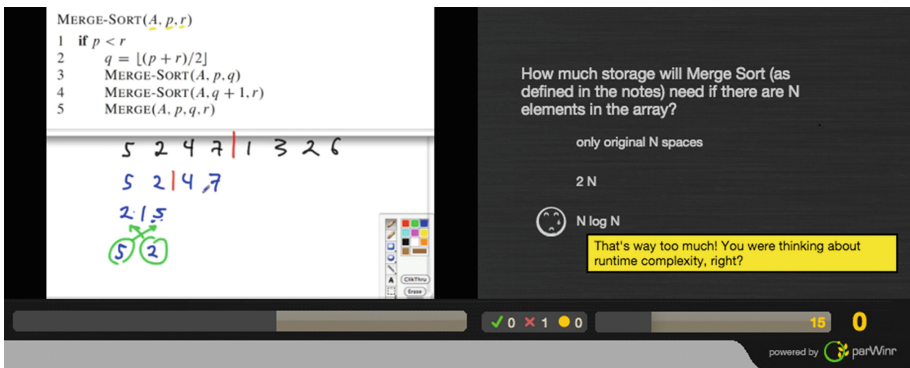 MERGE-SORT(A, p, r)
1 if p < r
2 q = ⌊(p + r)/2⌋
3 MERGE-SORT(A, p, q)
4 MERGE-SORT(A, q + 1, r)
5 MERGE(A, p, q, r)
5 2 4 7 | 1 3 2 6
5 2 | 4 7
2 | 5
5 2
A
ClikThru
Erase
How much storage will Merge Sort (as
defined in the notes) need if there are N
elements in the array?
only original N spaces
2 N
N log N
That's way too much! You were thinking about
runtime complexity, right?
0 1 0
15
0
powered by parWinr